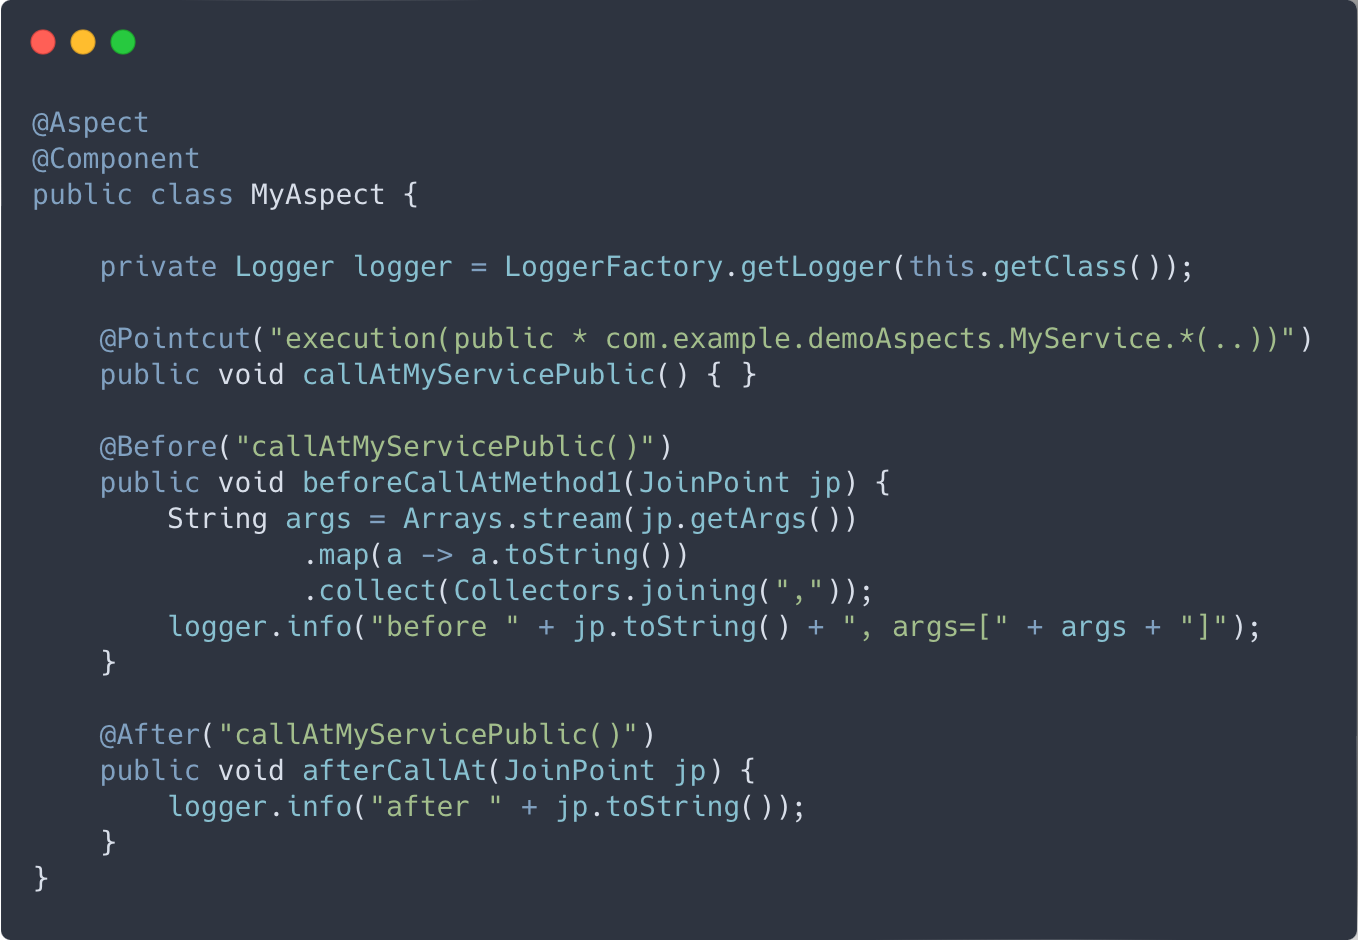 @Aspect
@Component
public class MyAspect {
    private Logger logger = LoggerFactory.getLogger(this.getClass());
    @Pointcut("execution(public * com.example.demoAspects.MyService.*(..))")
    public void callAtMyServicePublic() { }
    @Before("callAtMyServicePublic()")
    public void beforeCallAtMethod1(JoinPoint jp) {
        String args = Arrays.stream(jp.getArgs())
                .map(a -> a.toString())
                .collect(Collectors.joining(","));
        logger.info("before " + jp.toString() + ", args=[" + args + "]");
    }
    @After("callAtMyServicePublic()")
    public void afterCallAt(JoinPoint jp) {
        logger.info("after " + jp.toString());
    }
}